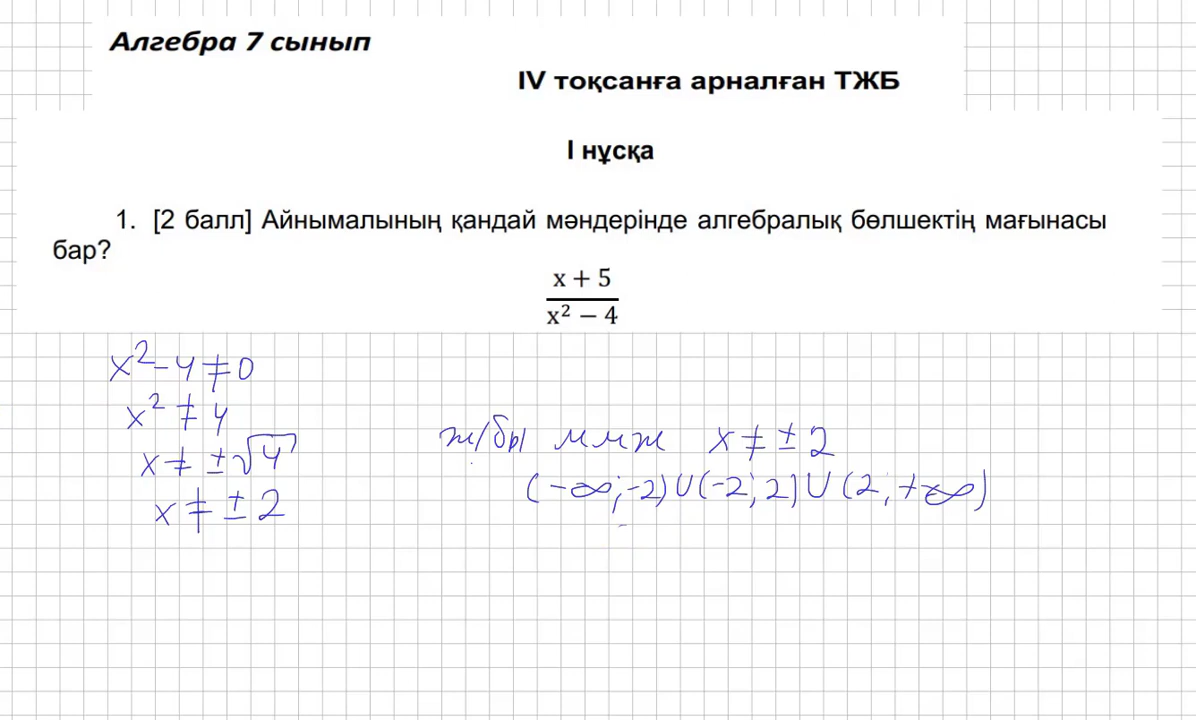 Алгебра 7 сынып
IV тоқсанға арналған ТЖБ
I нұсқа
1. [2 балл] Айнымалының қандай мәндерінде алгебралық бөлшектің мағынасы
бар?
x + 5
x² − 4
x² − 4 ≠ 0
x² ≠ 4
x ≠ ±√4
x ≠ ±2
ж/бы ммж x ≠ ±2
(−∞; −2) ∪ (−2; 2) ∪ (2; +∞)